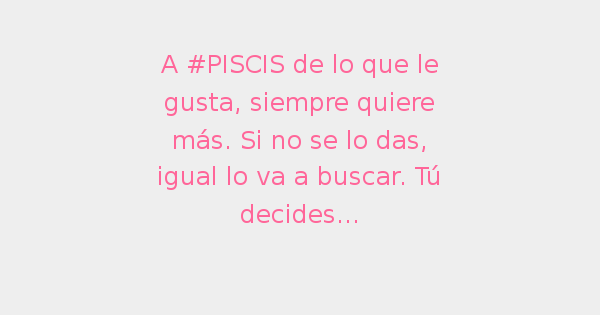 A #PISCIS de lo que le
gusta, siempre quiere
más. Si no se lo das,
igual lo va a buscar. Tú
decides...